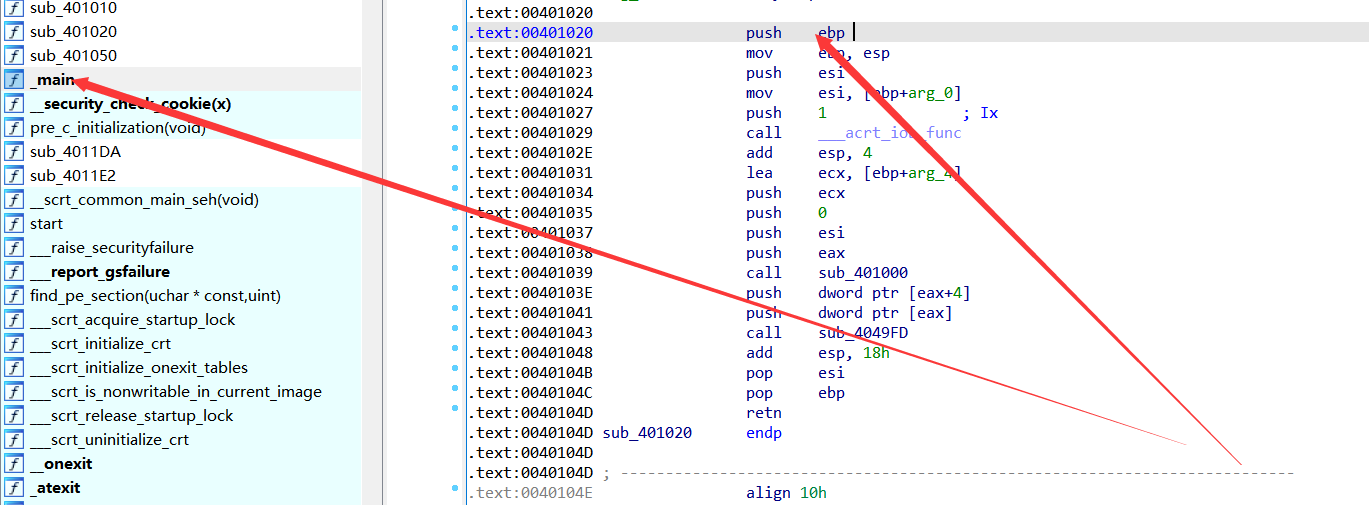 sub_401010
sub_401020
sub_401050
_main
__security_check_cookie(x)
pre_c_initialization(void)
sub_4011DA
sub_4011E2
__scrt_common_main_seh(void)
start
___raise_securityfailure
___report_gsfailure
find_pe_section(uchar * const,uint)
___scrt_acquire_startup_lock
___scrt_initialize_crt
___scrt_initialize_onexit_tables
___scrt_is_nonwritable_in_current_image
___scrt_release_startup_lock
___scrt_uninitialize_crt
__onexit
_atexit
.text:00401020
.text:00401020 push ebp
.text:00401021 mov ebp, esp
.text:00401023 push esi
.text:00401024 mov esi, [ebp+arg_0]
.text:00401027 push 1 ; Ix
.text:00401029 call ___acrt_iob_func
.text:0040102E add esp, 4
.text:00401031 lea ecx, [ebp+arg_4]
.text:00401034 push ecx
.text:00401035 push 0
.text:00401037 push esi
.text:00401038 push eax
.text:00401039 call sub_401000
.text:0040103E push dword ptr [eax+4]
.text:00401041 push dword ptr [eax]
.text:00401043 call sub_4049FD
.text:00401048 add esp, 18h
.text:0040104B pop esi
.text:0040104C pop ebp
.text:0040104D retn
.text:0040104D sub_401020 endp
.text:0040104D
.text:0040104D ; ---------------------------------------------------------------------------
.text:0040104E align 10h